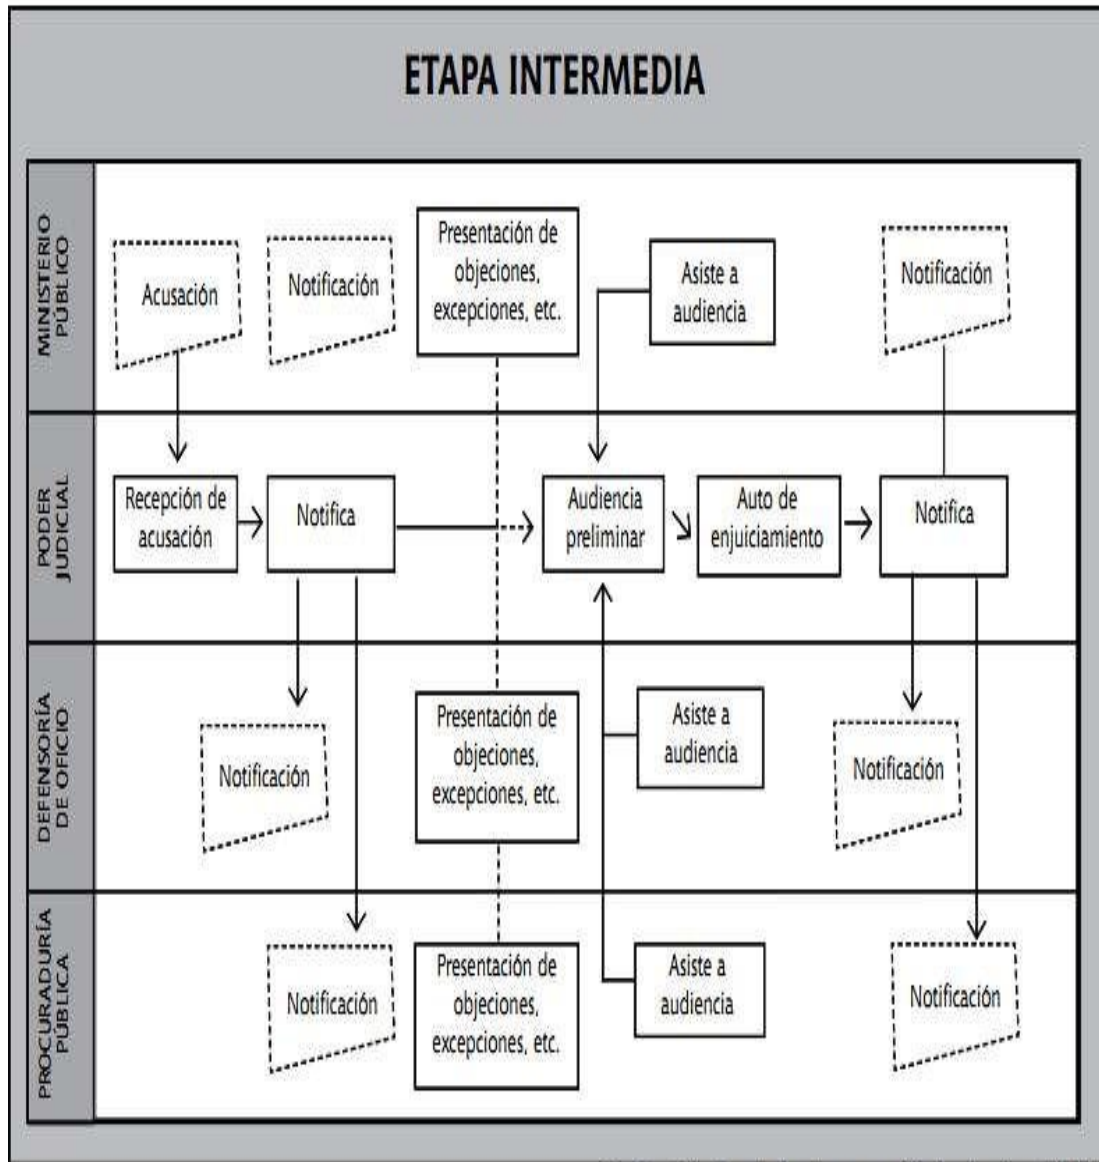 ETAPA INTERMEDIA
MINISTERIO
PÚBLICO
Acusación
Notificación
Presentación de
objeciones,
excepciones, etc.
Asiste a
audiencia
Notificación
PODER
JUDICIAL
Recepción de
acusación
Notifica
Audiencia
preliminar
Auto de
enjuiciamiento
Notifica
DEFENSORÍA
DE OFICIO
Notificación
Presentación de
objeciones,
excepciones, etc.
Asiste a
audiencia
Notificación
PROCURADURÍA
PÚBLICA
Notificación
Presentación de
objeciones,
excepciones, etc.
Asiste a
audiencia
Notificación